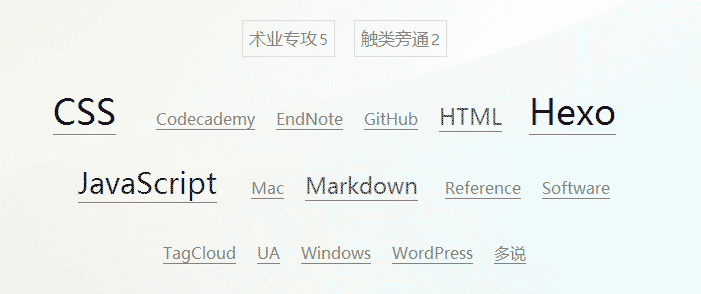 术业专攻5 触类旁通2
CSS Codecademy EndNote GitHub HTML Hexo
JavaScript Mac Markdown Reference Software
TagCloud UA Windows WordPress 多说